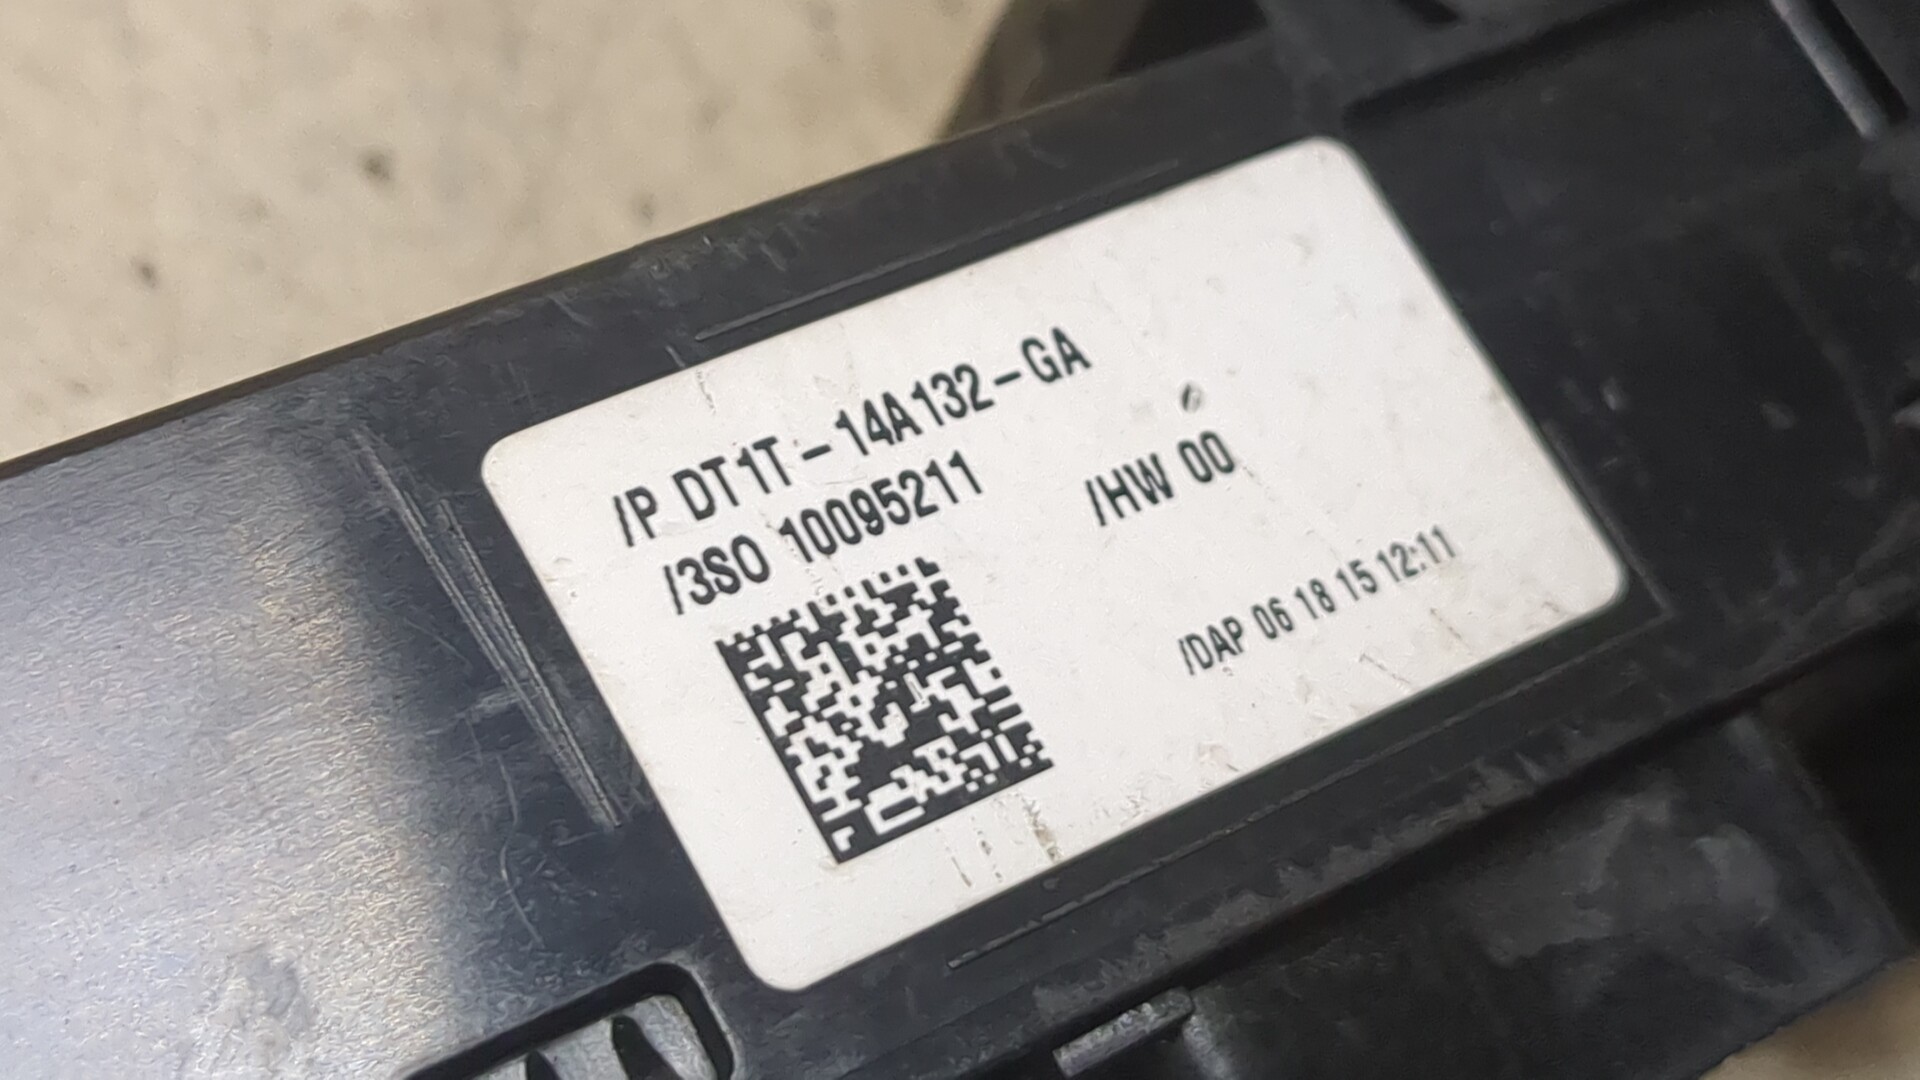 /P DT1T-14A132-GA
/3SO 10095211
/HW 00
/DAP 06 18 15 12:11